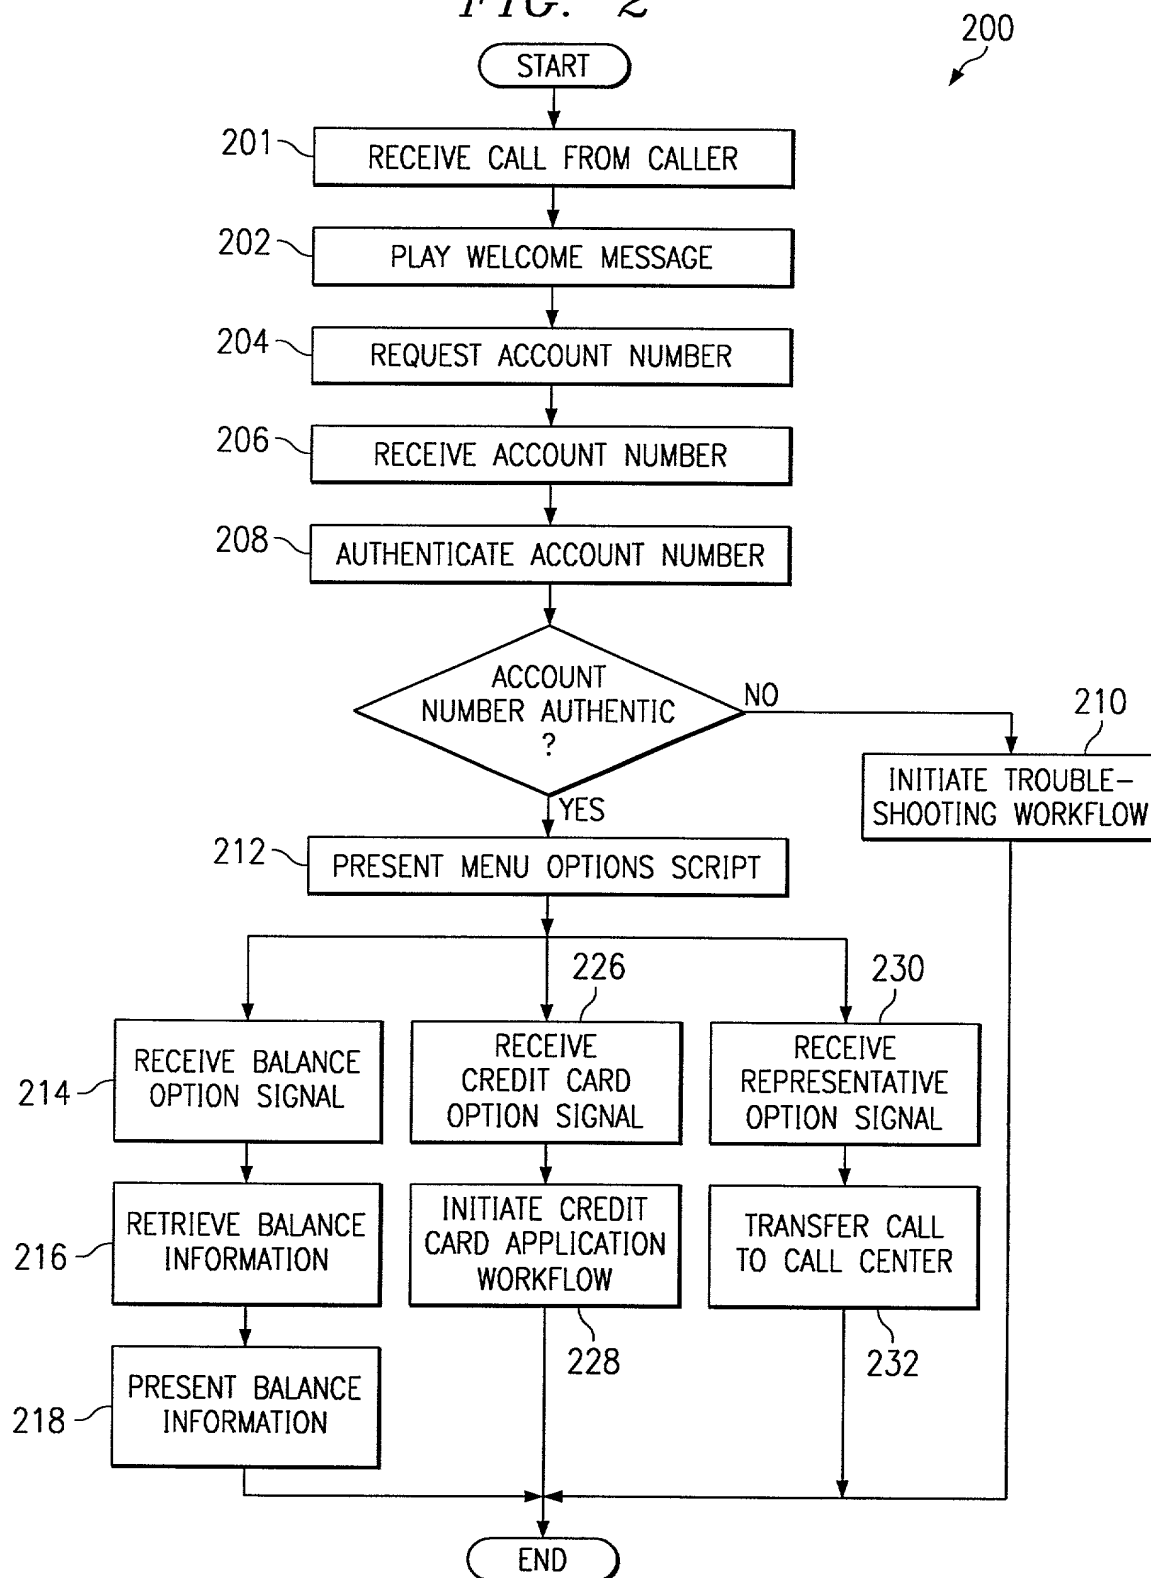 FIG. 2
200
START
201
RECEIVE CALL FROM CALLER
202
PLAY WELCOME MESSAGE
204
REQUEST ACCOUNT NUMBER
206
RECEIVE ACCOUNT NUMBER
208
AUTHENTICATE ACCOUNT NUMBER
ACCOUNT
NUMBER AUTHENTIC
?
NO
210
INITIATE TROUBLE-
SHOOTING WORKFLOW
YES
212
PRESENT MENU OPTIONS SCRIPT
214
RECEIVE BALANCE
OPTION SIGNAL
226
RECEIVE
CREDIT CARD
OPTION SIGNAL
230
RECEIVE
REPRESENTATIVE
OPTION SIGNAL
216
RETRIEVE BALANCE
INFORMATION
INITIATE CREDIT
CARD APPLICATION
WORKFLOW
228
TRANSFER CALL
TO CALL CENTER
232
218
PRESENT BALANCE
INFORMATION
END